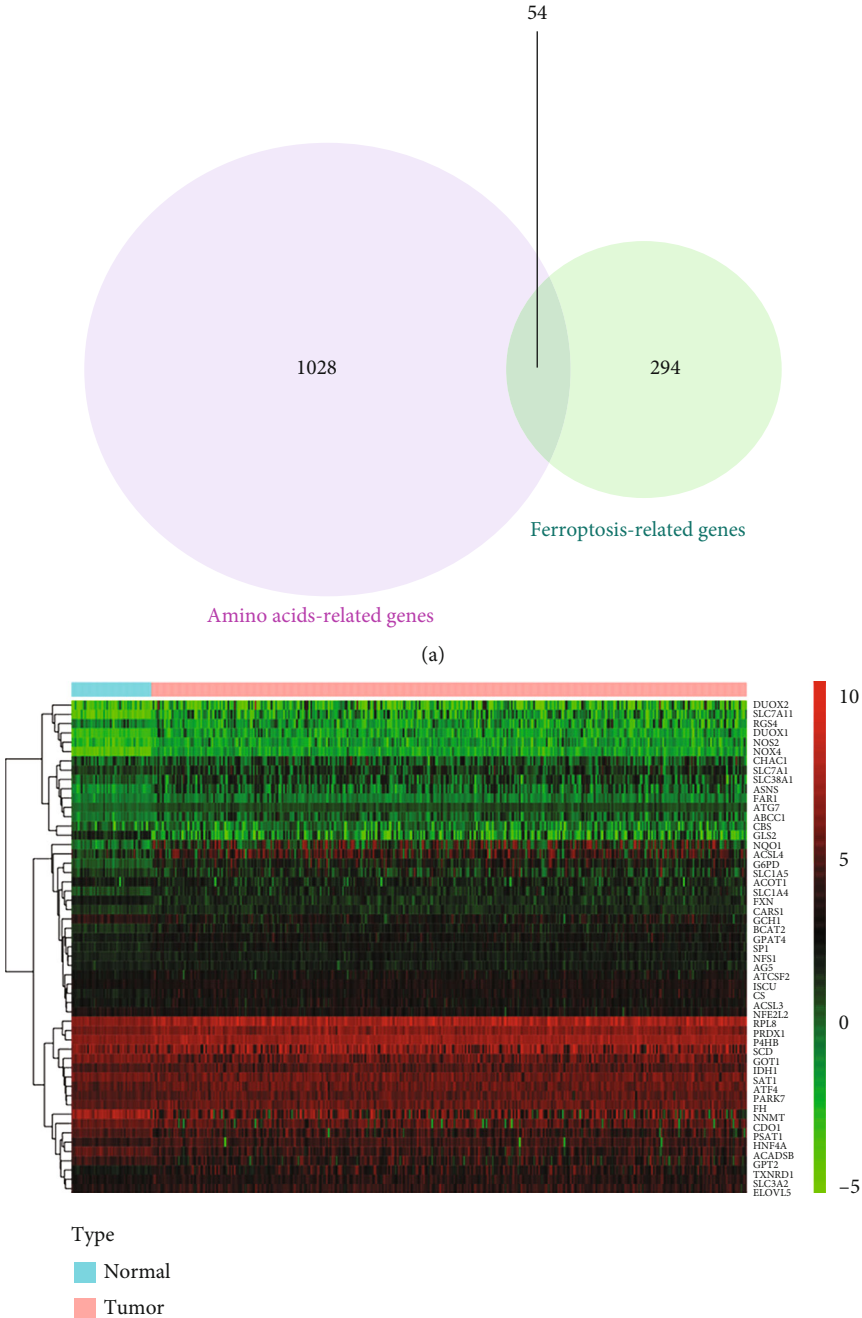 54
1028
294
Ferroptosis-related genes
Amino acids-related genes
(a)
DUOX2
SLC7A11
RGS4
DUOX1
NOS2
NOX4
CHAC1
SLC7A1
SLC38A1
ASNS
FAR1
ATG7
ABCC1
CBS
GLS2
NQO1
ACSL4
G6PD
SLC1A5
ACOT1
SLC1A4
FXN
CARS1
GCH1
BCAT2
GPAT4
SP1
NFS1
AG5
ATCSF2
ISCU
CS
ACSL3
NFE2L2
RPL8
PRDX1
P4HB
SCD
GOT1
IDH1
SAT1
ATF4
PARK7
FH
NNMT
CDO1
PSAT1
HNF4A
ACADSB
GPT2
TXNRD1
SLC3A2
ELOVL5
10
5
0
−5
Type
Normal
Tumor